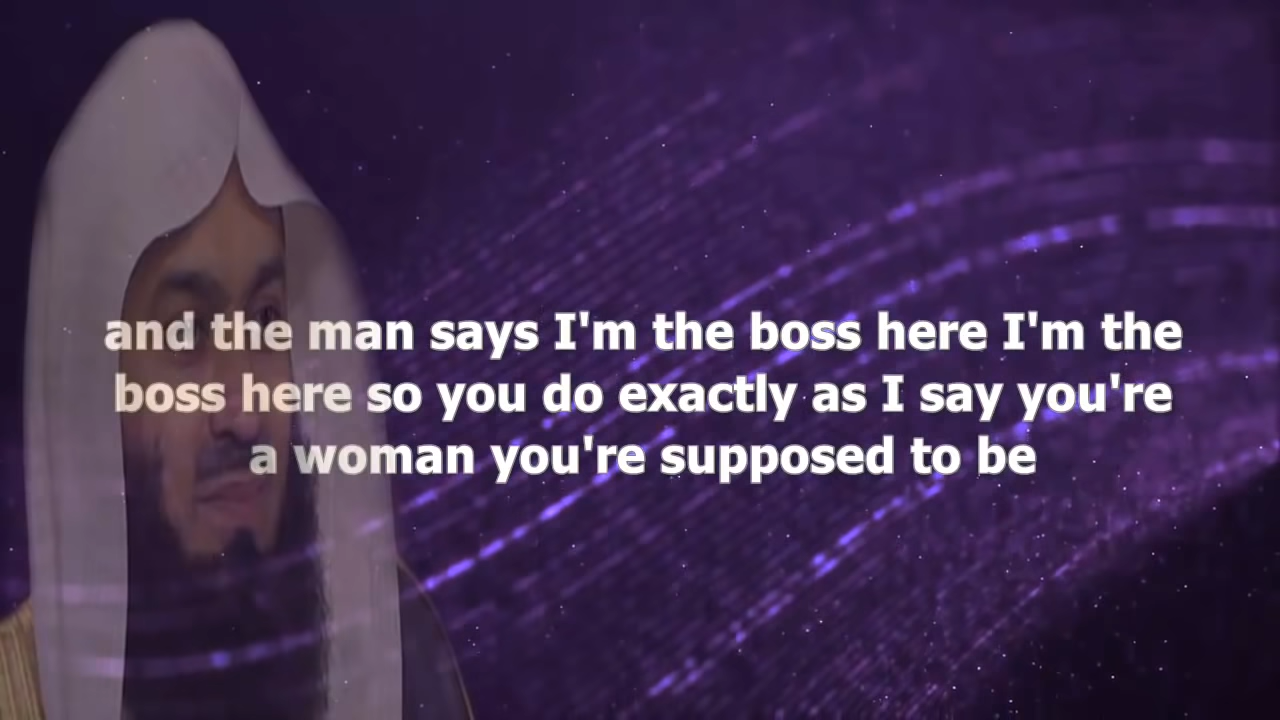 and the man says I'm the boss here I'm the
boss here so you do exactly as I say you're
a woman you're supposed to be